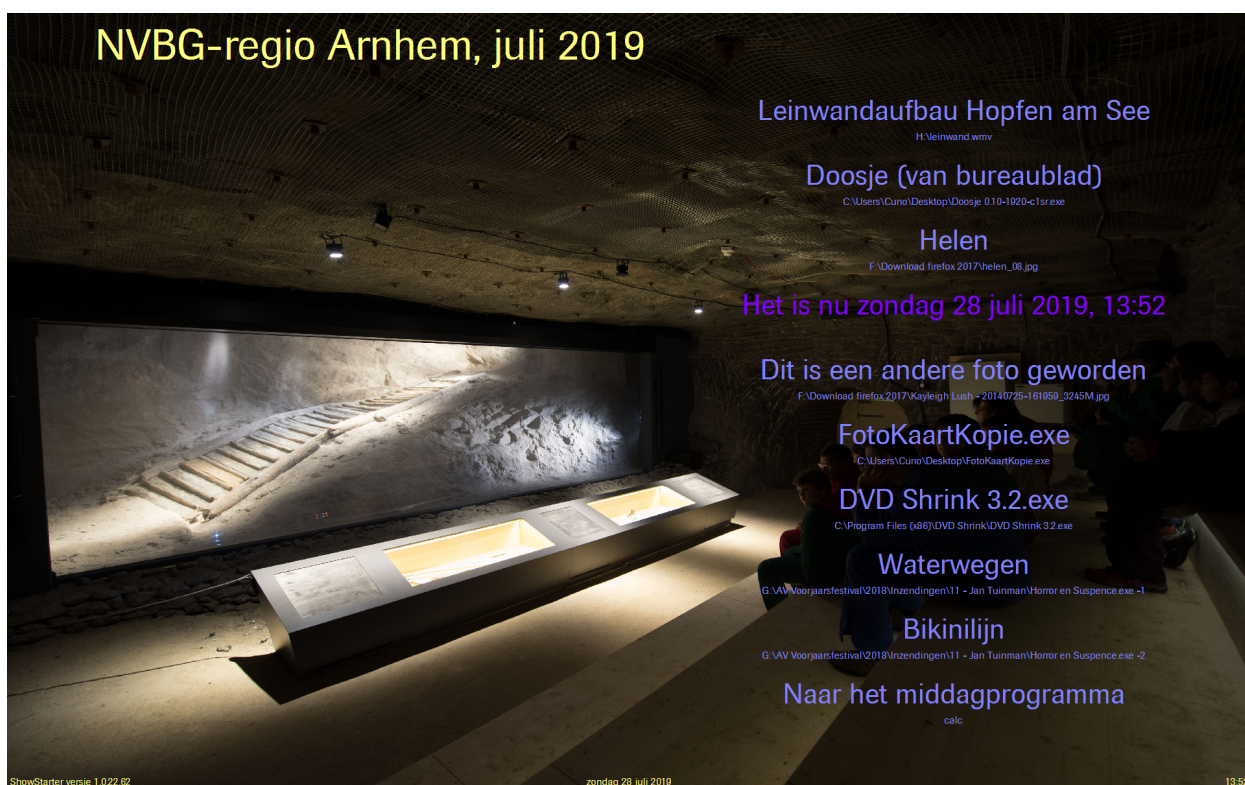 NVBG-regio Arnhem, juli 2019
Leinwandaufbau Hopfen am See
H:\leinwand.wmv
Doosje (van bureaublad)
C:\Users\Cuno\Desktop\Doosje 0.10-1920-c1sr.exe
Helen
F:\Download firefox 2017\helen_08.jpg
Het is nu zondag 28 juli 2019, 13:52
Dit is een andere foto geworden
F:\Download firefox 2017\Kayleigh Lush - 20140725-161959_3245M.jpg
FotoKaartKopie.exe
C:\Users\Cuno\Desktop\FotoKaartKopie.exe
DVD Shrink 3.2.exe
C:\Program Files (x86)\DVD Shrink\DVD Shrink 3.2.exe
Waterwegen
G:\AV Voorjaarsfestival\2018\Inzendingen\11 - Jan Tuinman\Horror en Suspence.exe -1
Bikinilijn
G:\AV Voorjaarsfestival\2018\Inzendingen\11 - Jan Tuinman\Horror en Suspence.exe -2
Naar het middagprogramma
calc
ShowStarter versie 1.0.22.62
zondag 28 juli 2019
13:52